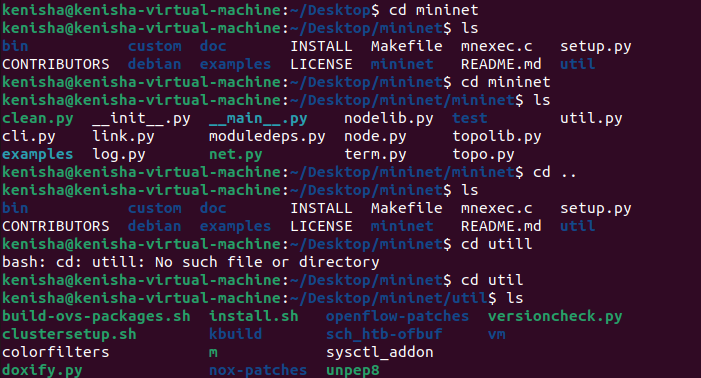 kenisha@kenisha-virtual-machine:~/Desktop$ cd mininet
kenisha@kenisha-virtual-machine:~/Desktop/mininet$ ls
bin           custom  doc       INSTALL  Makefile  mnexec.c   setup.py
CONTRIBUTORS  debian  examples  LICENSE  mininet   README.md  util
kenisha@kenisha-virtual-machine:~/Desktop/mininet$ cd mininet
kenisha@kenisha-virtual-machine:~/Desktop/mininet/mininet$ ls
clean.py  __init__.py  __main__.py    nodelib.py  test        util.py
cli.py    link.py      moduledeps.py  node.py     topolib.py
examples  log.py       net.py         term.py     topo.py
kenisha@kenisha-virtual-machine:~/Desktop/mininet/mininet$ cd ..
kenisha@kenisha-virtual-machine:~/Desktop/mininet$ ls
bin           custom  doc       INSTALL  Makefile  mnexec.c   setup.py
CONTRIBUTORS  debian  examples  LICENSE  mininet   README.md  util
kenisha@kenisha-virtual-machine:~/Desktop/mininet$ cd utill
bash: cd: utill: No such file or directory
kenisha@kenisha-virtual-machine:~/Desktop/mininet$ cd util
kenisha@kenisha-virtual-machine:~/Desktop/mininet/util$ ls
build-ovs-packages.sh  install.sh   openflow-patches  versioncheck.py
clustersetup.sh        kbuild       sch_htb-ofbuf     vm
colorfilters           m            sysctl_addon
doxify.py              nox-patches  unpep8